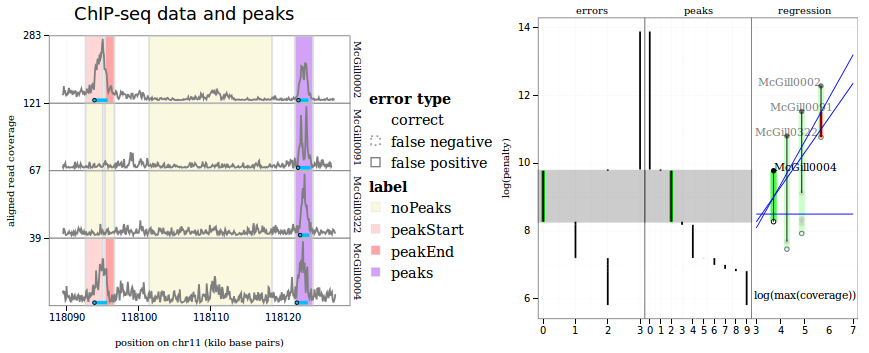 ChIP-seq data and peaks
283
121
67
39
aligned read coverage
McGill0002
McGill0091
McGill0322
McGill0004
118090
118100
118110
118120
position on chr11 (kilo base pairs)
error type
correct
false negative
false positive
label
noPeaks
peakStart
peakEnd
peaks
errors
peaks
regression
14
12
10
8
6
log(penalty)
McGill0002
McGill0091
McGill0322
McGill0004
log(max(coverage))
0 1 2 3
0 1 2 3 4 5 6 7 8 9
3 4 5 6 7